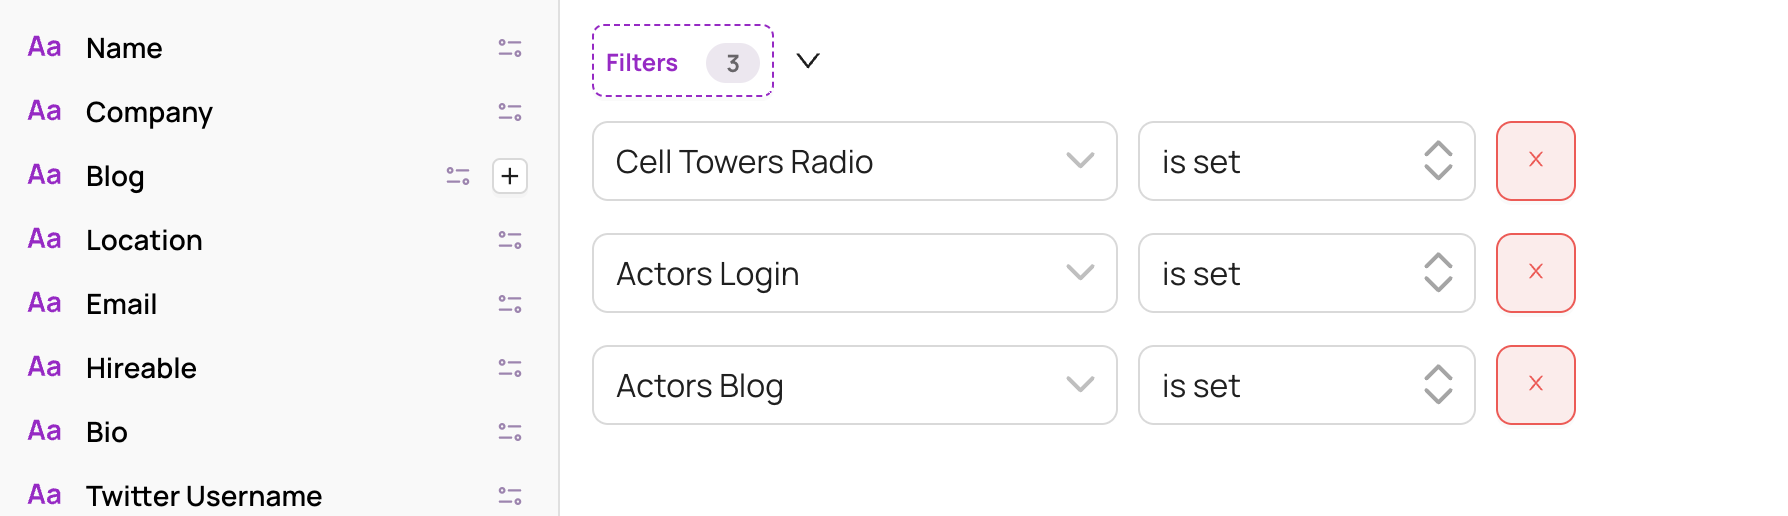 Aa Name
Aa Company
Aa Blog
Aa Location
Aa Email
Aa Hireable
Aa Bio
Aa Twitter Username
Filters 3
Cell Towers Radio is set
Actors Login is set
Actors Blog is set